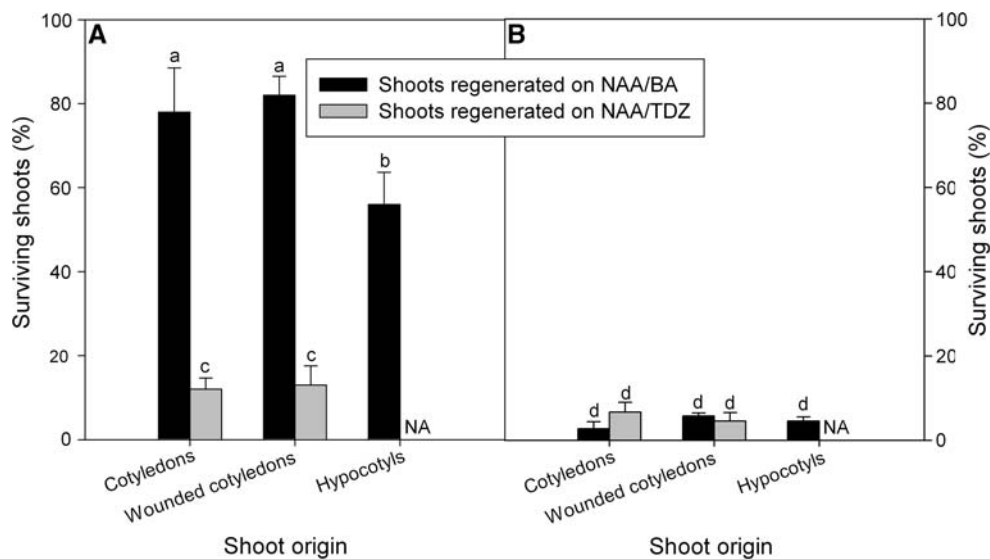 A
B
Shoots regenerated on NAA/BA
Shoots regenerated on NAA/TDZ
Surviving shoots (%)
100
80
60
40
20
0
a
c
a
c
b
NA
Cotyledons
Wounded cotyledons
Hypocotyls
Shoot origin
d
d
d
d
d
NA
Cotyledons
Wounded cotyledons
Hypocotyls
Shoot origin
100
80
60
40
20
0
Surviving shoots (%)